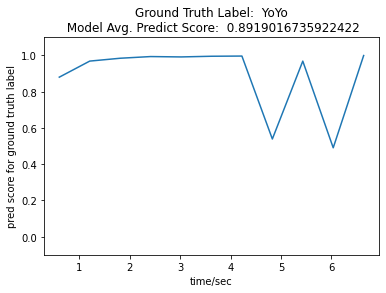 Ground Truth Label:  YoYo
Model Avg. Predict Score:  0.8919016735922422
1.0
0.8
0.6
0.4
0.2
0.0
pred score for ground truth label
1 2 3 4 5 6
time/sec